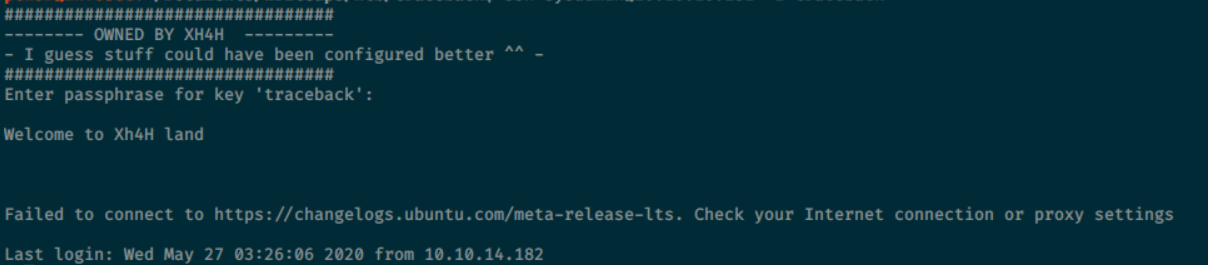 #################################
-------- OWNED BY XH4H  ---------
- I guess stuff could have been configured better ^^ -
#################################
Enter passphrase for key 'traceback':
Welcome to Xh4H land
Failed to connect to https://changelogs.ubuntu.com/meta-release-lts. Check your Internet connection or proxy settings
Last login: Wed May 27 03:26:06 2020 from 10.10.14.182